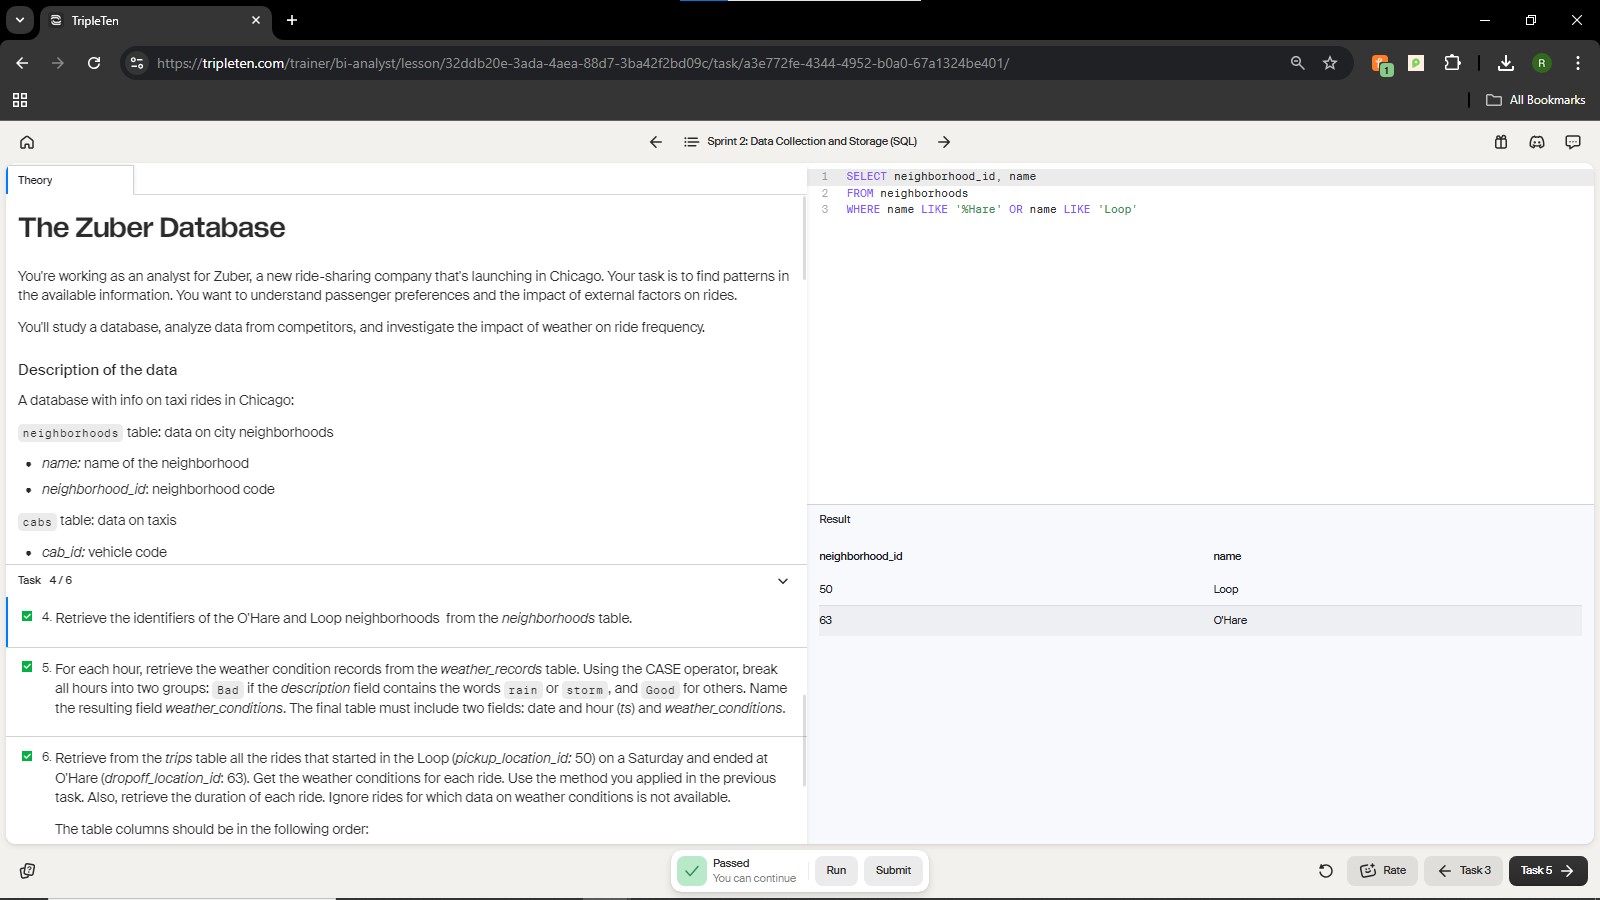 TripleTen
https://tripleten.com/trainer/bi-analyst/lesson/32ddb20e-3ada-4aea-88d7-3ba42f2bd09c/task/a3e772fe-4344-4952-b0a0-67a1324be401/
1
R
All Bookmarks
Sprint 2: Data Collection and Storage (SQL)
Theory
The Zuber Database
You're working as an analyst for Zuber, a new ride-sharing company that's launching in Chicago. Your task is to find patterns in
the available information. You want to understand passenger preferences and the impact of external factors on rides.
You'll study a database, analyze data from competitors, and investigate the impact of weather on ride frequency.
Description of the data
A database with info on taxi rides in Chicago:
neighborhoods table: data on city neighborhoods
• name: name of the neighborhood
• neighborhood_id: neighborhood code
cabs table: data on taxis
• cab_id: vehicle code
Task 4 / 6
4. Retrieve the identifiers of the O'Hare and Loop neighborhoods from the neighborhoods table.
5. For each hour, retrieve the weather condition records from the weather_records table. Using the CASE operator, break
all hours into two groups: Bad if the description field contains the words rain or storm, and Good for others. Name
the resulting field weather_conditions. The final table must include two fields: date and hour (ts) and weather_conditions.
6. Retrieve from the trips table all the rides that started in the Loop (pickup_location_id: 50) on a Saturday and ended at
O'Hare (dropoff_location_id: 63). Get the weather conditions for each ride. Use the method you applied in the previous
task. Also, retrieve the duration of each ride. Ignore rides for which data on weather conditions is not available.
The table columns should be in the following order:
1 SELECT neighborhood_id, name
2 FROM neighborhoods
3 WHERE name LIKE '%Hare' OR name LIKE 'Loop'
Result
neighborhood_id name
50 Loop
63 O'Hare
Passed
You can continue
Run
Submit
Rate
Task 3
Task 5